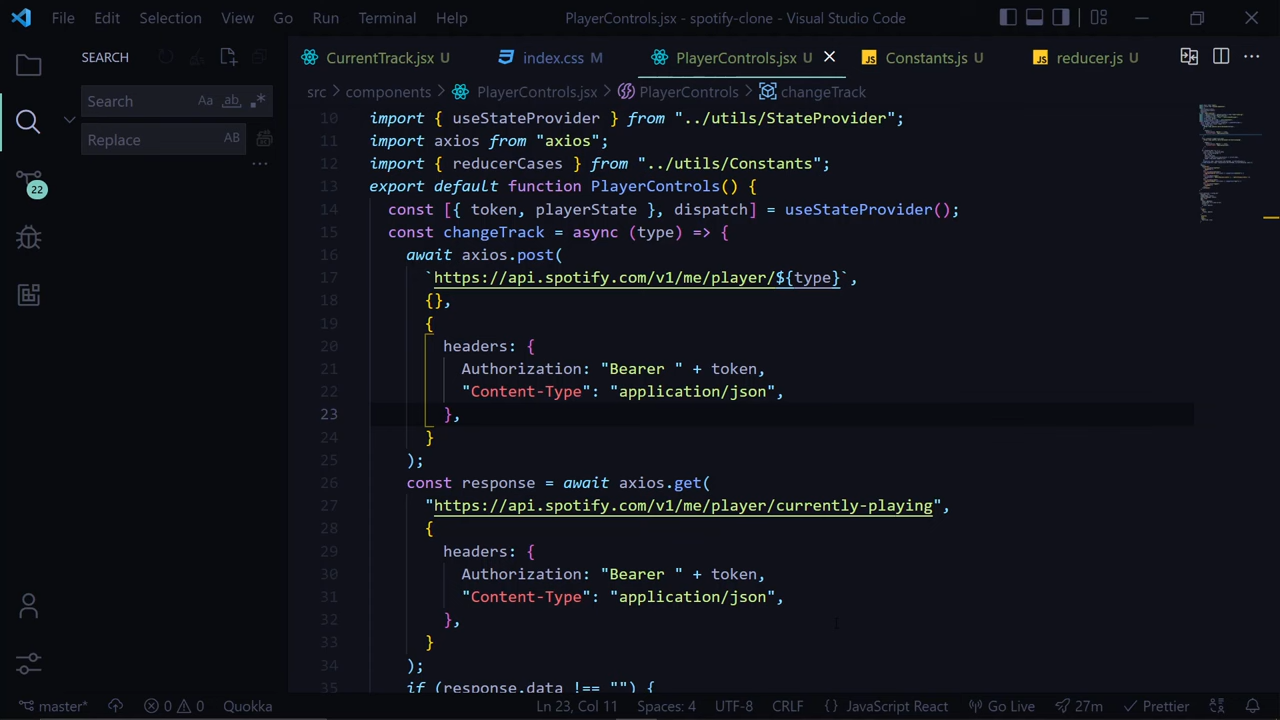 File Edit Selection View Go Run Terminal Help PlayerControls.jsx - spotify-clone - Visual Studio Code
SEARCH
CurrentTrack.jsx U index.css M PlayerControls.jsx U JS Constants.js U JS reducer.js U
src > components > PlayerControls.jsx > PlayerControls > changeTrack
Search Aa ab .*
Replace AB
22
10 import { useStateProvider } from "../utils/StateProvider";
11 import axios from "axios";
12 import { reducerCases } from "../utils/Constants";
13 export default function PlayerControls() {
14 const [{ token, playerState }, dispatch] = useStateProvider();
15 const changeTrack = async (type) => {
16 await axios.post(
17 `https://api.spotify.com/v1/me/player/${type}`,
18 {},
19 {
20 headers: {
21 Authorization: "Bearer " + token,
22 "Content-Type": "application/json",
23 },
24 }
25 );
26 const response = await axios.get(
27 "https://api.spotify.com/v1/me/player/currently-playing",
28 {
29 headers: {
30 Authorization: "Bearer " + token,
31 "Content-Type": "application/json",
32 },
33 }
34 );
35 if (response.data !== "") {
master* 0 0 Quokka Ln 23, Col 11 Spaces: 4 UTF-8 CRLF {} JavaScript React Go Live 27m Prettier